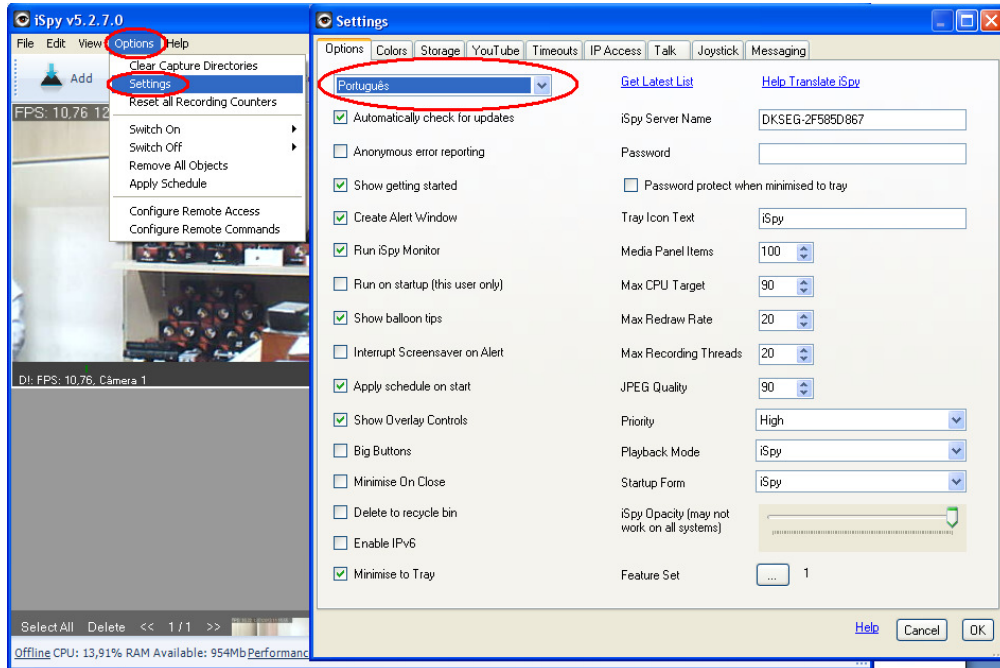 iSpy v5.2.7.0
File Edit View Options Help
Add
Clear Capture Directories
Settings
Reset all Recording Counters
Switch On
Switch Off
Remove All Objects
Apply Schedule
Configure Remote Access
Configure Remote Commands
FPS: 10,76 12
D!: FPS: 10,76, Câmera 1
Select All Delete << 1/1 >>
Offline CPU: 13,91% RAM Available: 954Mb Performanc
Settings
Options Colors Storage YouTube Timeouts IP Access Talk Joystick Messaging
Português Get Latest List Help Translate iSpy
Automatically check for updates iSpy Server Name DKSEG-2F585D867
Anonymous error reporting Password
Show getting started Password protect when minimised to tray
Create Alert Window Tray Icon Text iSpy
Run iSpy Monitor Media Panel Items 100
Run on startup (this user only) Max CPU Target 90
Show balloon tips Max Redraw Rate 20
Interrupt Screensaver on Alert Max Recording Threads 20
Apply schedule on start JPEG Quality 90
Show Overlay Controls Priority High
Big Buttons Playback Mode iSpy
Minimise On Close Startup Form iSpy
Delete to recycle bin iSpy Opacity (may not
work on all systems)
Enable IPv6
Minimise to Tray Feature Set ... 1
Help Cancel OK